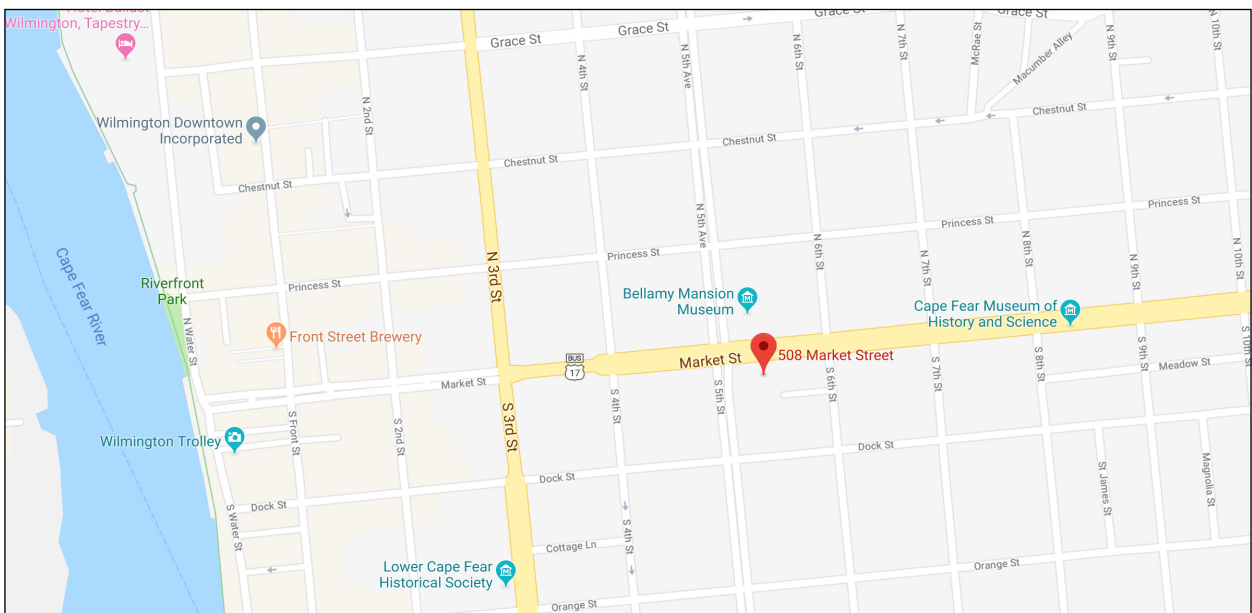 Hotel Ballast
Wilmington, Tapestry...
Grace St
Grace St
Grace St
Grace St
N 4th St
N 5th Ave
N 6th St
N 7th St
McRae St
Macumber Alley
N 9th St
N 10th St
N 2nd St
Wilmington Downtown
Incorporated
Chestnut St
Chestnut St
Chestnut St
Chestnut St
Princess St
Princess St
Princess St
Princess St
N 3rd St
N 5th Ave
N 6th St
N 7th St
N 8th St
N 9th St
N 10th St
Cape Fear River
Riverfront
Park
Bellamy Mansion
Museum
Cape Fear Museum of
History and Science
N Water St
Front Street Brewery
BUS
17
Market St
508 Market Street
Market St
S 3rd St
S 4th St
S 5th St
S 6th St
S 7th St
S 8th St
S 9th St
S 10th St
Meadow St
S Front St
S 2nd St
Wilmington Trolley
Dock St
Dock St
Dock St
St James St
Magnolia St
S Water St
S 4th St
Cottage Ln
Lower Cape Fear
Historical Society
Orange St
Orange St